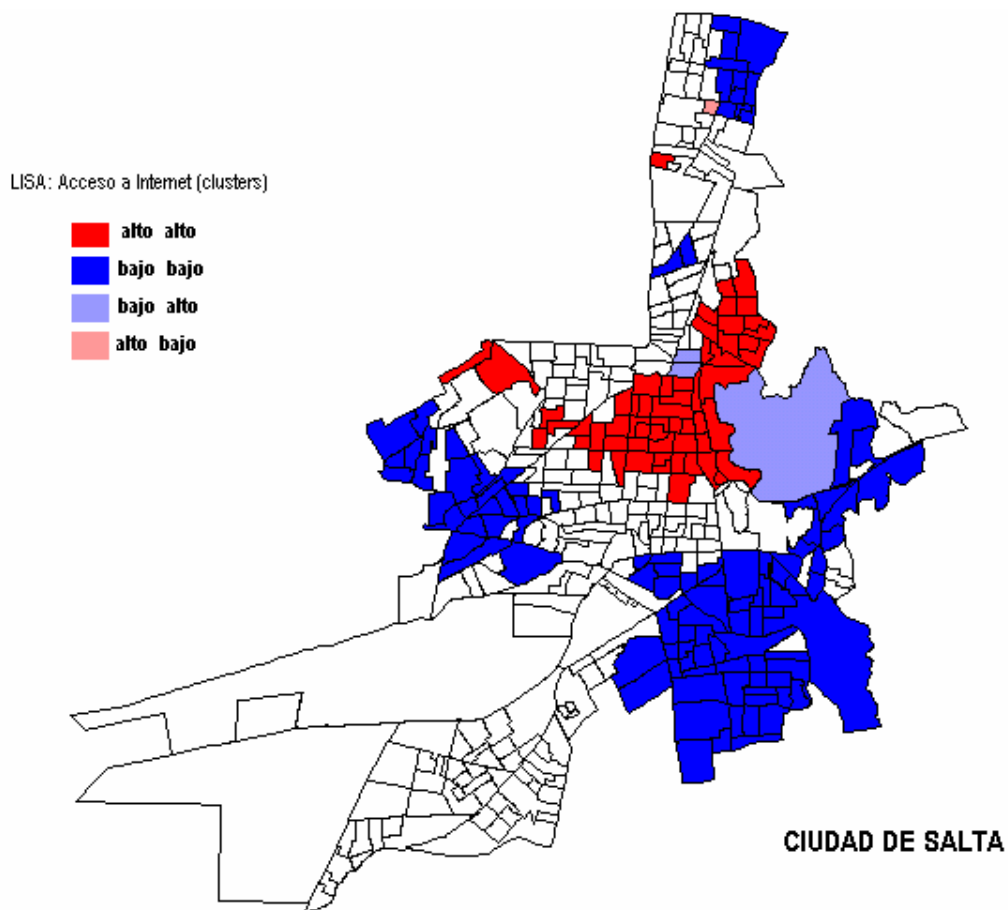 LISA: Acceso a Internet (clusters)
alto alto
bajo bajo
bajo alto
alto bajo
CIUDAD DE SALTA